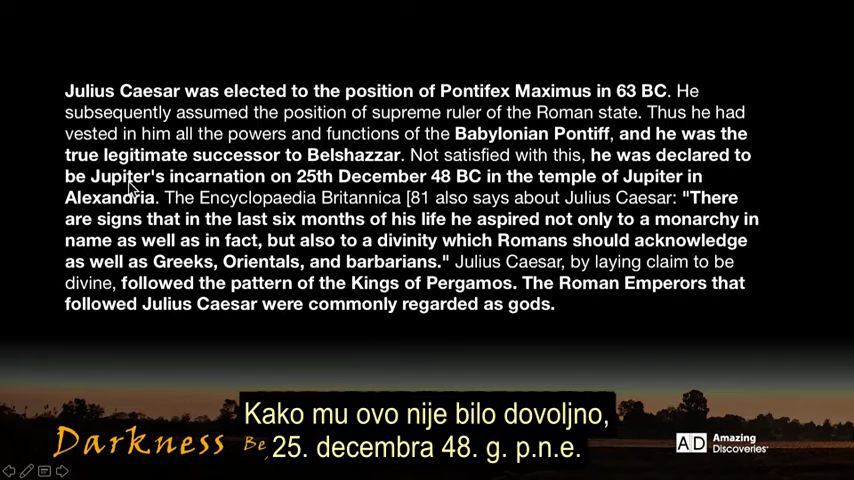 Julius Caesar was elected to the position of Pontifex Maximus in 63 BC. He
subsequently assumed the position of supreme ruler of the Roman state. Thus he had
vested in him all the powers and functions of the Babylonian Pontiff, and he was the
true legitimate successor to Belshazzar. Not satisfied with this, he was declared to
be Jupiter's incarnation on 25th December 48 BC in the temple of Jupiter in
Alexandria. The Encyclopaedia Britannica [81 also says about Julius Caesar: "There
are signs that in the last six months of his life he aspired not only to a monarchy in
name as well as in fact, but also to a divinity which Romans should acknowledge
as well as Greeks, Orientals, and barbarians." Julius Caesar, by laying claim to be
divine, followed the pattern of the Kings of Pergamos. The Roman Emperors that
followed Julius Caesar were commonly regarded as gods.
Kako mu ovo nije bilo dovoljno,
25. decembra 48. g. p.n.e.
Darkness Be
AD Amazing
Discoveries